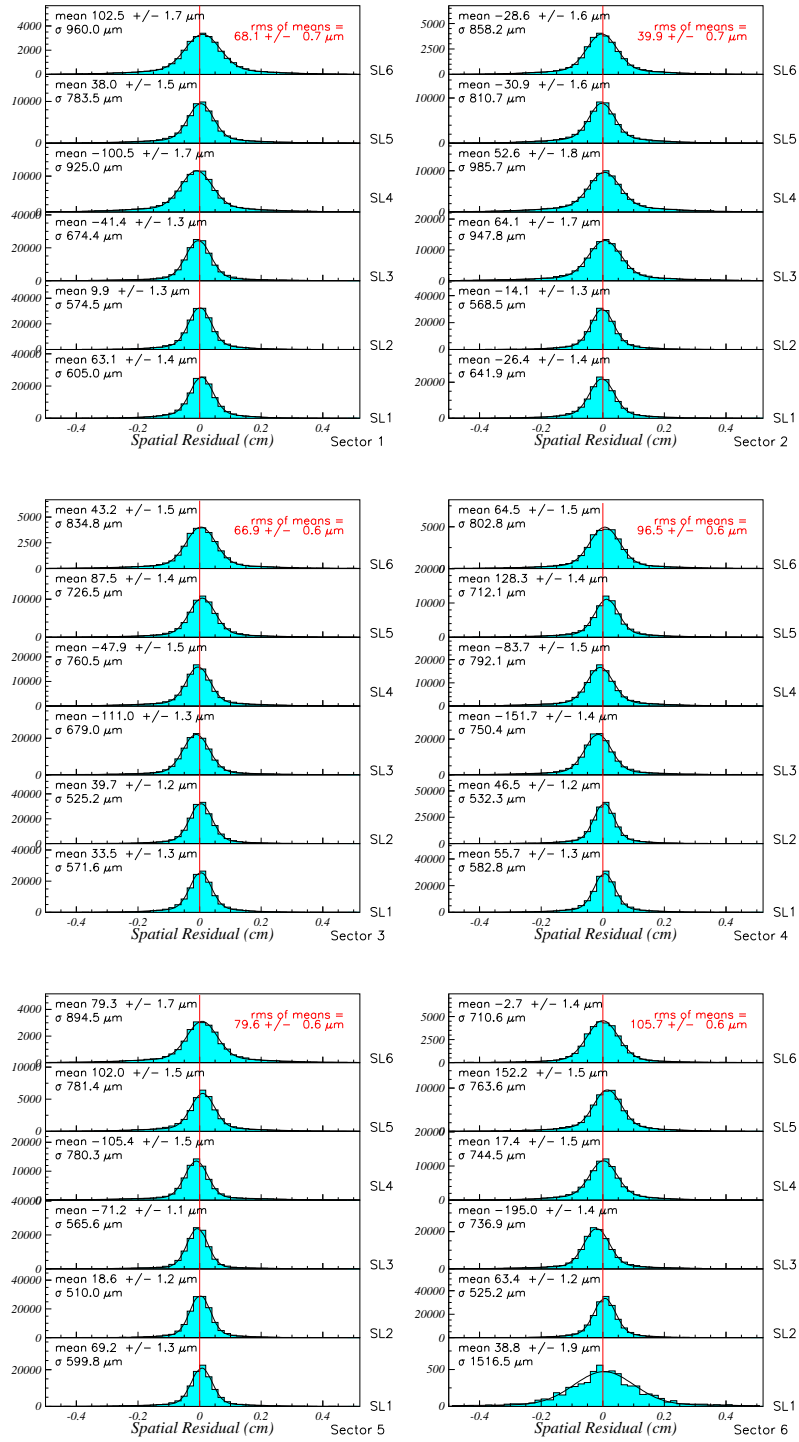 mean 102.5 +/- 1.7 μm
σ 960.0 μm
rms of means =
68.1 +/- 0.7 μm
4000
2000
0
SL6
mean 38.0 +/- 1.5 μm
σ 783.5 μm
10000
0
SL5
mean -100.5 +/- 1.7 μm
σ 925.0 μm
10000
0
SL4
mean -41.4 +/- 1.3 μm
σ 674.4 μm
40000
20000
0
SL3
mean 9.9 +/- 1.3 μm
σ 574.5 μm
40000
20000
0
SL2
mean 63.1 +/- 1.4 μm
σ 605.0 μm
40000
20000
0
SL1
-0.4 -0.2 0 0.2 0.4
Spatial Residual (cm)
Sector 1
mean -28.6 +/- 1.6 μm
σ 858.2 μm
rms of means =
39.9 +/- 0.7 μm
5000
2500
0
SL6
mean -30.9 +/- 1.6 μm
σ 810.7 μm
10000
0
SL5
mean 52.6 +/- 1.8 μm
σ 985.7 μm
10000
0
SL4
mean 64.1 +/- 1.7 μm
σ 947.8 μm
20000
10000
0
SL3
mean -14.1 +/- 1.3 μm
σ 568.5 μm
40000
20000
0
SL2
mean -26.4 +/- 1.4 μm
σ 641.9 μm
20000
0
SL1
-0.4 -0.2 0 0.2 0.4
Spatial Residual (cm)
Sector 2
mean 43.2 +/- 1.5 μm
σ 834.8 μm
rms of means =
66.9 +/- 0.6 μm
5000
2500
0
SL6
mean 87.5 +/- 1.4 μm
σ 726.5 μm
10000
0
SL5
mean -47.9 +/- 1.5 μm
σ 760.5 μm
20000
10000
0
SL4
mean -111.0 +/- 1.3 μm
σ 679.0 μm
20000
0
SL3
mean 39.7 +/- 1.2 μm
σ 525.2 μm
40000
20000
0
SL2
mean 33.5 +/- 1.3 μm
σ 571.6 μm
40000
20000
0
SL1
-0.4 -0.2 0 0.2 0.4
Spatial Residual (cm)
Sector 3
mean 64.5 +/- 1.5 μm
σ 802.8 μm
rms of means =
96.5 +/- 0.6 μm
5000
0
SL6
mean 128.3 +/- 1.4 μm
σ 712.1 μm
20000
10000
0
SL5
mean -83.7 +/- 1.5 μm
σ 792.1 μm
20000
10000
0
SL4
mean -151.7 +/- 1.4 μm
σ 750.4 μm
20000
0
SL3
mean 46.5 +/- 1.2 μm
σ 532.3 μm
50000
25000
0
SL2
mean 55.7 +/- 1.3 μm
σ 582.8 μm
40000
20000
0
SL1
-0.4 -0.2 0 0.2 0.4
Spatial Residual (cm)
Sector 4
mean 79.3 +/- 1.7 μm
σ 894.5 μm
rms of means =
79.6 +/- 0.6 μm
4000
2000
0
SL6
mean 102.0 +/- 1.5 μm
σ 781.4 μm
10000
5000
0
SL5
mean -105.4 +/- 1.5 μm
σ 780.3 μm
20000
10000
0
SL4
mean -71.2 +/- 1.1 μm
σ 565.6 μm
40000
20000
0
SL3
mean 18.6 +/- 1.2 μm
σ 510.0 μm
40000
20000
0
SL2
mean 69.2 +/- 1.3 μm
σ 599.8 μm
20000
0
SL1
-0.4 -0.2 0 0.2 0.4
Spatial Residual (cm)
Sector 5
mean -2.7 +/- 1.4 μm
σ 710.6 μm
rms of means =
105.7 +/- 0.6 μm
5000
2500
0
SL6
mean 152.2 +/- 1.5 μm
σ 763.6 μm
10000
0
SL5
mean 17.4 +/- 1.5 μm
σ 744.5 μm
20000
10000
0
SL4
mean -195.0 +/- 1.4 μm
σ 736.9 μm
20000
0
SL3
mean 63.4 +/- 1.2 μm
σ 525.2 μm
40000
20000
0
SL2
mean 38.8 +/- 1.9 μm
σ 1516.5 μm
500
0
SL1
-0.4 -0.2 0 0.2 0.4
Spatial Residual (cm)
Sector 6